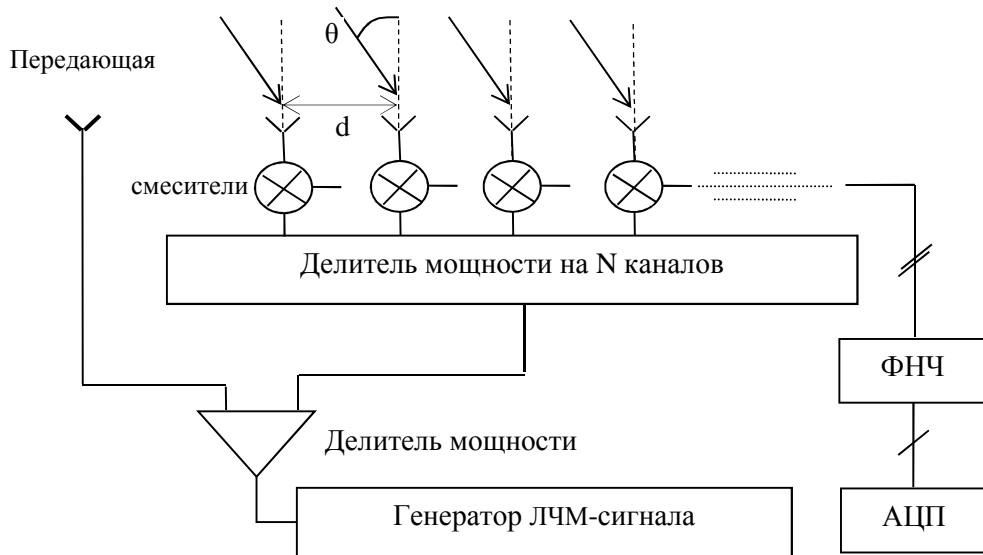 θ
Передающая
d
смесители
Делитель мощности на N каналов
ФНЧ
Делитель мощности
Генератор ЛЧМ-сигнала
АЦП